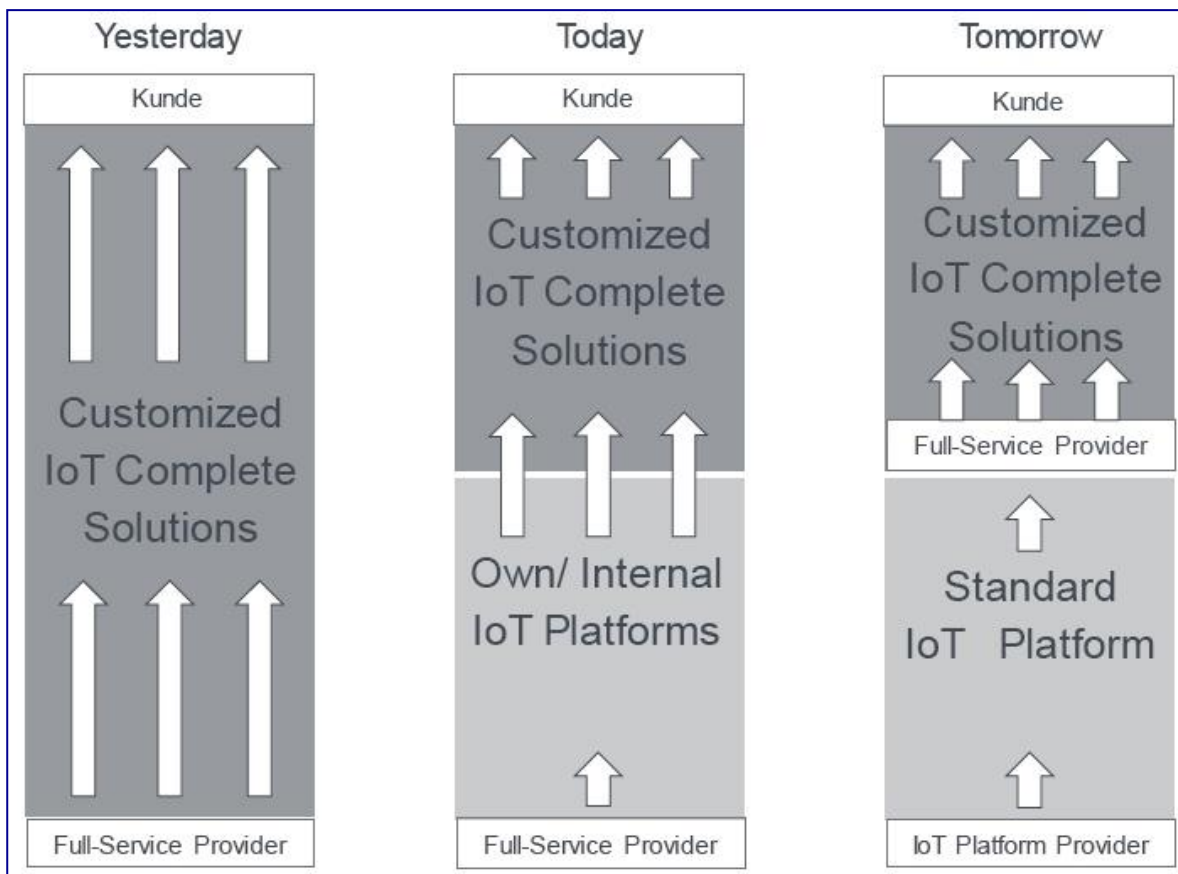 Yesterday
Kunde
Customized
IoT Complete
Solutions
Full-Service Provider
Today
Kunde
Customized
IoT Complete
Solutions
Own/ Internal
IoT Platforms
Full-Service Provider
Tomorrow
Kunde
Customized
IoT Complete
Solutions
Full-Service Provider
Standard
IoT Platform
IoT Platform Provider